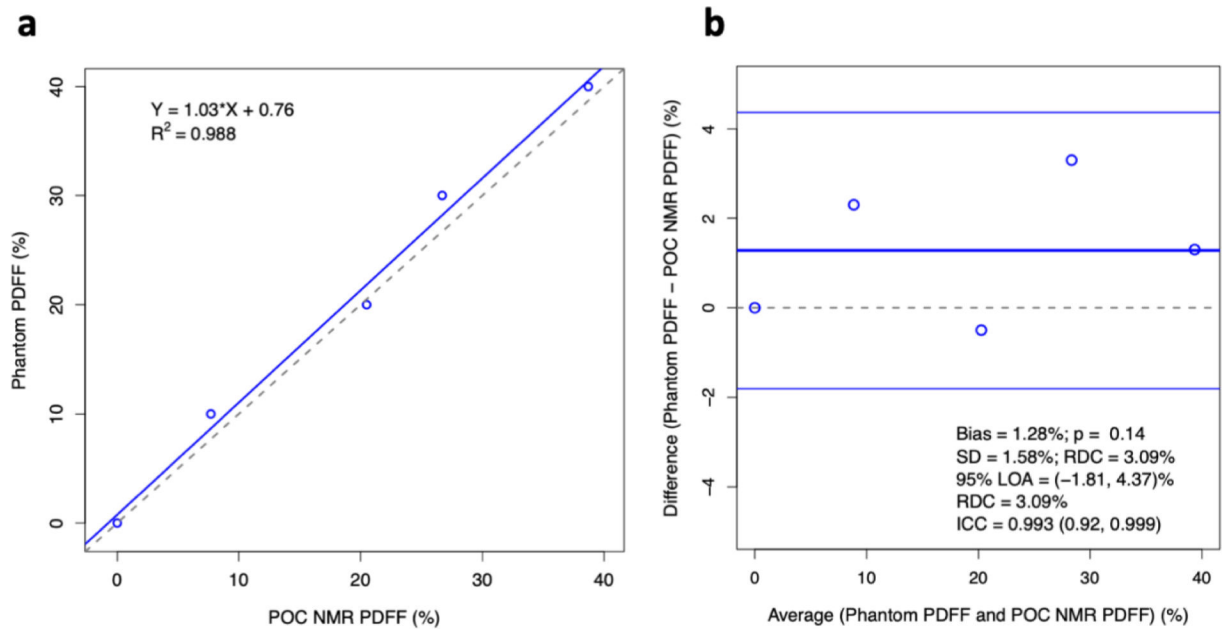 a
Y = 1.03*X + 0.76
R² = 0.988
Phantom PDFF (%)
40
30
20
10
0
0 10 20 30 40
POC NMR PDFF (%)
b
Difference (Phantom PDFF − POC NMR PDFF) (%)
4
2
0
−2
−4
Bias = 1.28%; p = 0.14
SD = 1.58%; RDC = 3.09%
95% LOA = (−1.81, 4.37)%
RDC = 3.09%
ICC = 0.993 (0.92, 0.999)
0 10 20 30 40
Average (Phantom PDFF and POC NMR PDFF) (%)